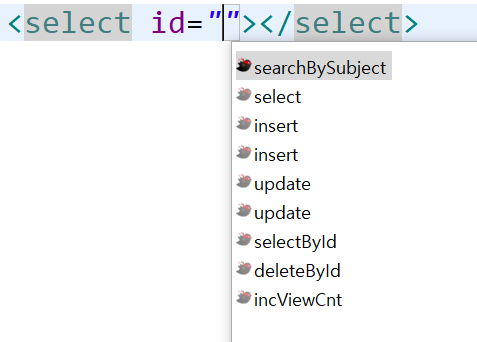 <select id=""></select>
searchBySubject
select
insert
insert
update
update
selectById
deleteById
incViewCnt